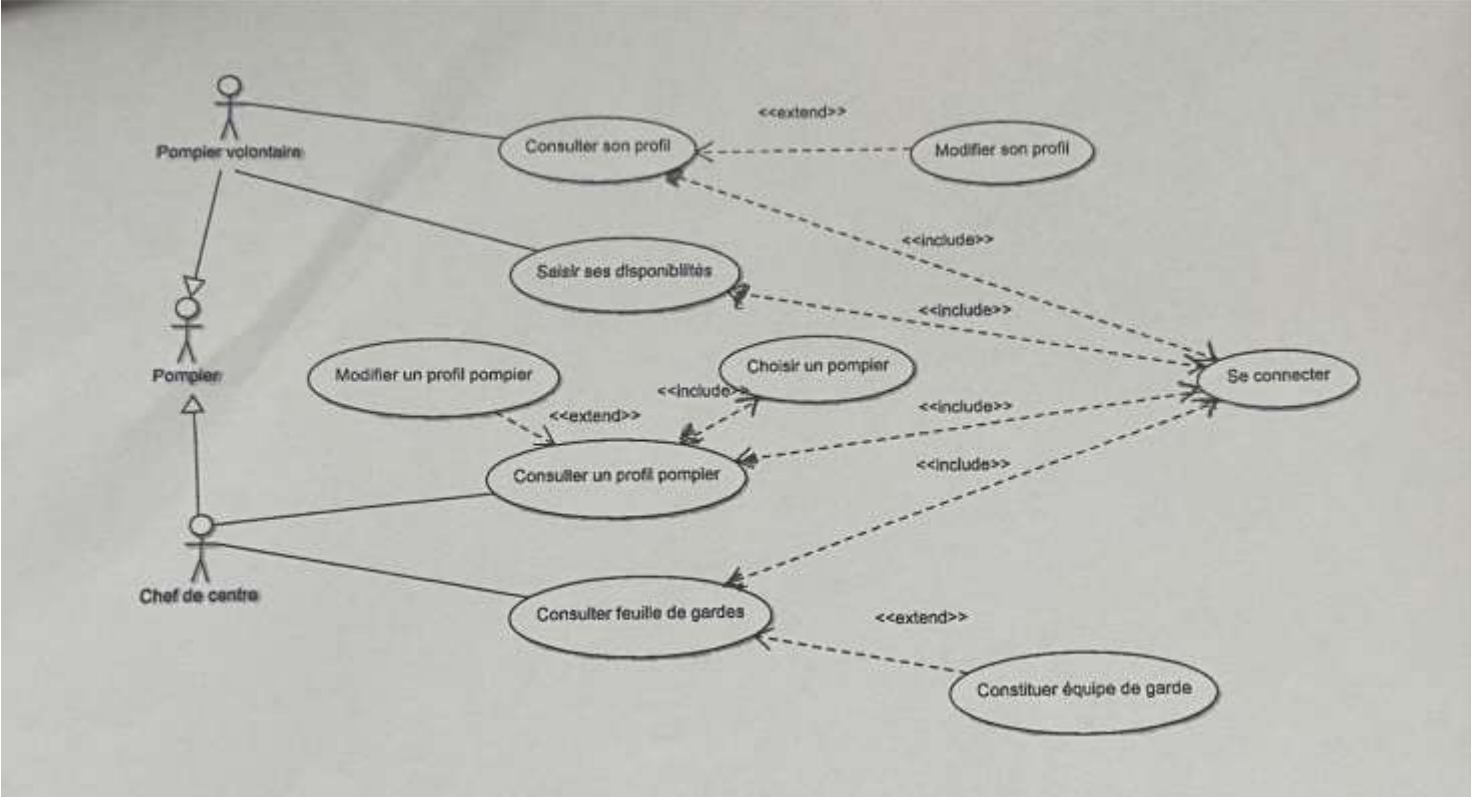 <<extend>>
Consulter son profil
Modifier son profil
Pompier volontaire
<<include>>
Saisir ses disponibilités
<<include>>
Choisir un pompier
Pompier
Modifier un profil pompier
Se connecter
<<include>>
<<extend>>
<<include>>
<<include>>
Consulter un profil pompier
Chef de centre
Consulter feuille de gardes
<<extend>>
Constituer équipe de garde